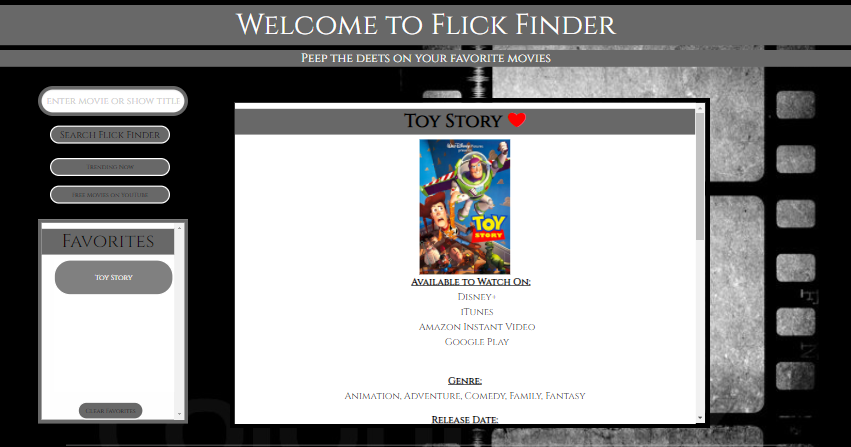 Welcome to Flick Finder
Peep the deets on your favorite movies
Enter movie or show title
Search Flick Finder
Trending Now
Free Movies on YouTube
Favorites
Toy Story
Clear Favorites
Toy Story
Walt Disney Pictures
presents
TOY
STORY
Available to Watch On:
Disney+
iTunes
Amazon Instant Video
Google Play
Genre:
Animation, Adventure, Comedy, Family, Fantasy
Release Date: